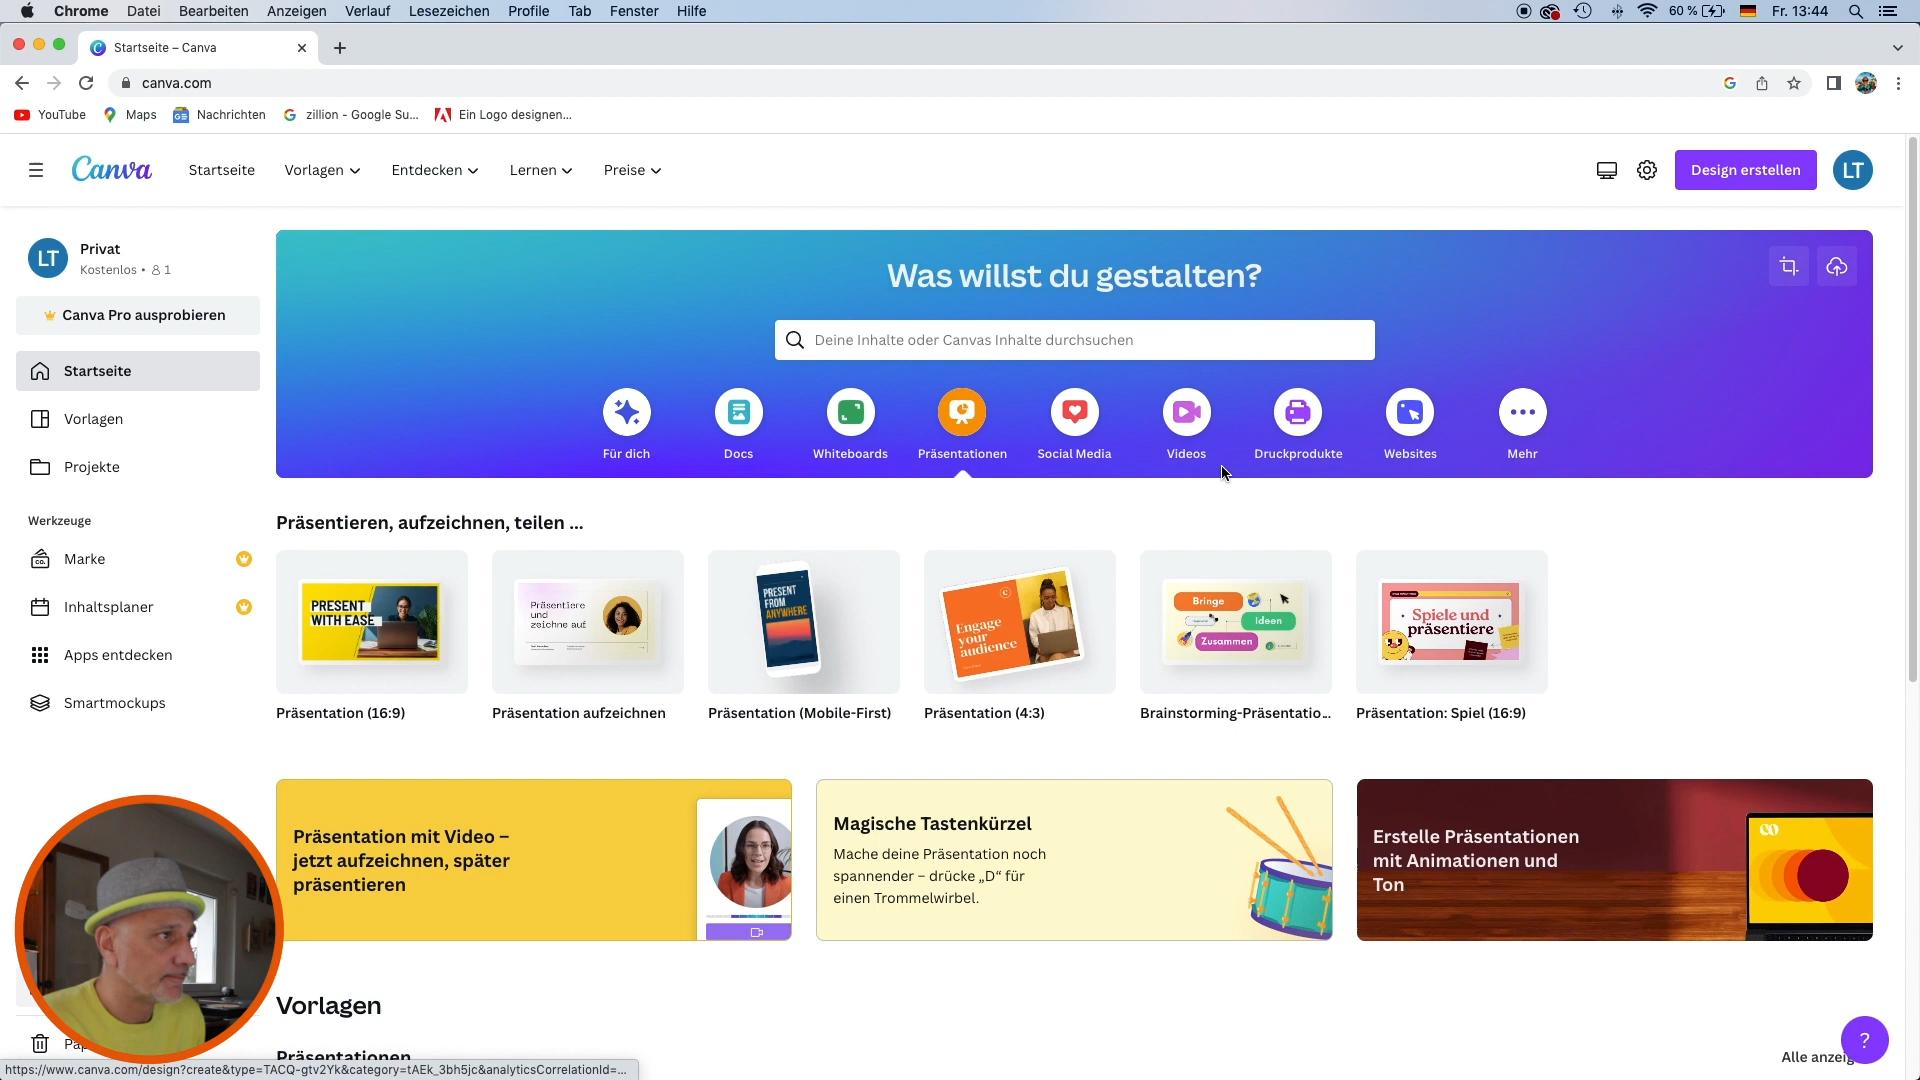 Chrome Datei Bearbeiten Anzeigen Verlauf Lesezeichen Profile Tab Fenster Hilfe 60 % Fr. 13:44
Startseite – Canva
canva.com
YouTube Maps Nachrichten zillion - Google Su... Ein Logo designen...
Canva Startseite Vorlagen Entdecken Lernen Preise Design erstellen LT
LT Privat
Kostenlos • 1
Canva Pro ausprobieren
Startseite
Vorlagen
Projekte
Werkzeuge
Marke
Inhaltsplaner
Apps entdecken
Smartmockups
Was willst du gestalten?
Deine Inhalte oder Canvas Inhalte durchsuchen
Für dich Docs Whiteboards Präsentationen Social Media Videos Druckprodukte Websites Mehr
Präsentieren, aufzeichnen, teilen ...
PRESENT
WITH EASE
Präsentiere
und
zeichne auf
PRESENT
FROM
ANYWHERE
Engage
your
audience
Bringe
Ideen
Zusammen
Spiele und
präsentiere
Präsentation (16:9) Präsentation aufzeichnen Präsentation (Mobile-First) Präsentation (4:3) Brainstorming-Präsentatio... Präsentation: Spiel (16:9)
Präsentation mit Video –
jetzt aufzeichnen, später
präsentieren
Magische Tastenkürzel
Mache deine Präsentation noch
spannender – drücke „D“ für
einen Trommelwirbel.
Erstelle Präsentationen
mit Animationen und
Ton
Vorlagen
Präsentationen
Alle anzeig
?
https://www.canva.com/design?create&type=TACQ-gtv2Yk&category=tAEk_3bh5jc&analyticsCorrelationId=...